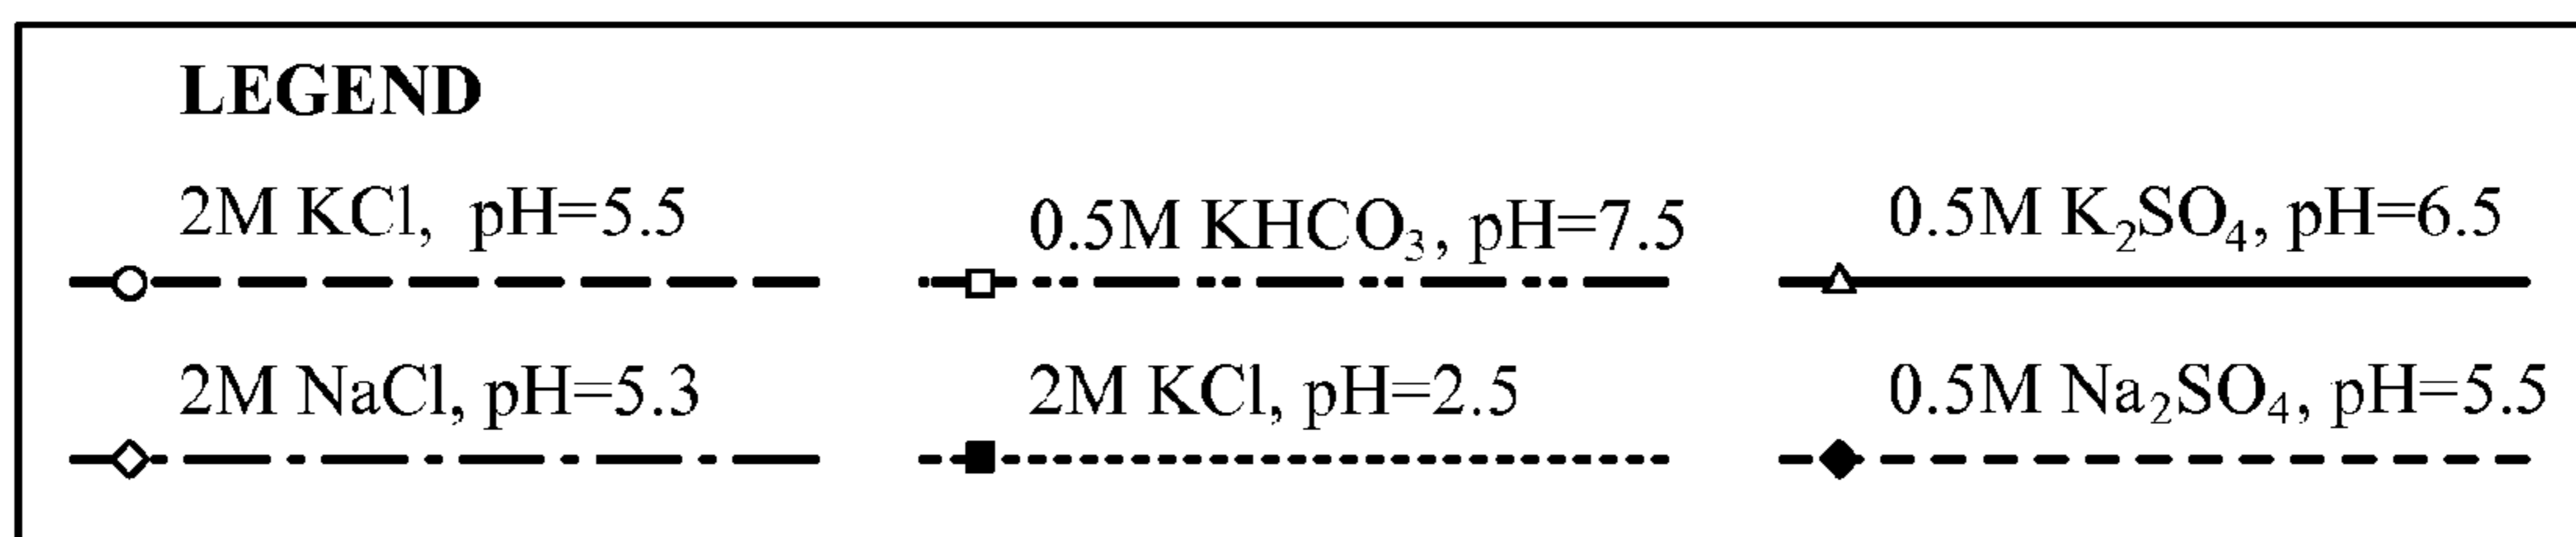 LEGEND
2M KCl, pH=5.5
0.5M KHCO₃, pH=7.5
0.5M K₂SO₄, pH=6.5
2M NaCl, pH=5.3
2M KCl, pH=2.5
0.5M Na₂SO₄, pH=5.5